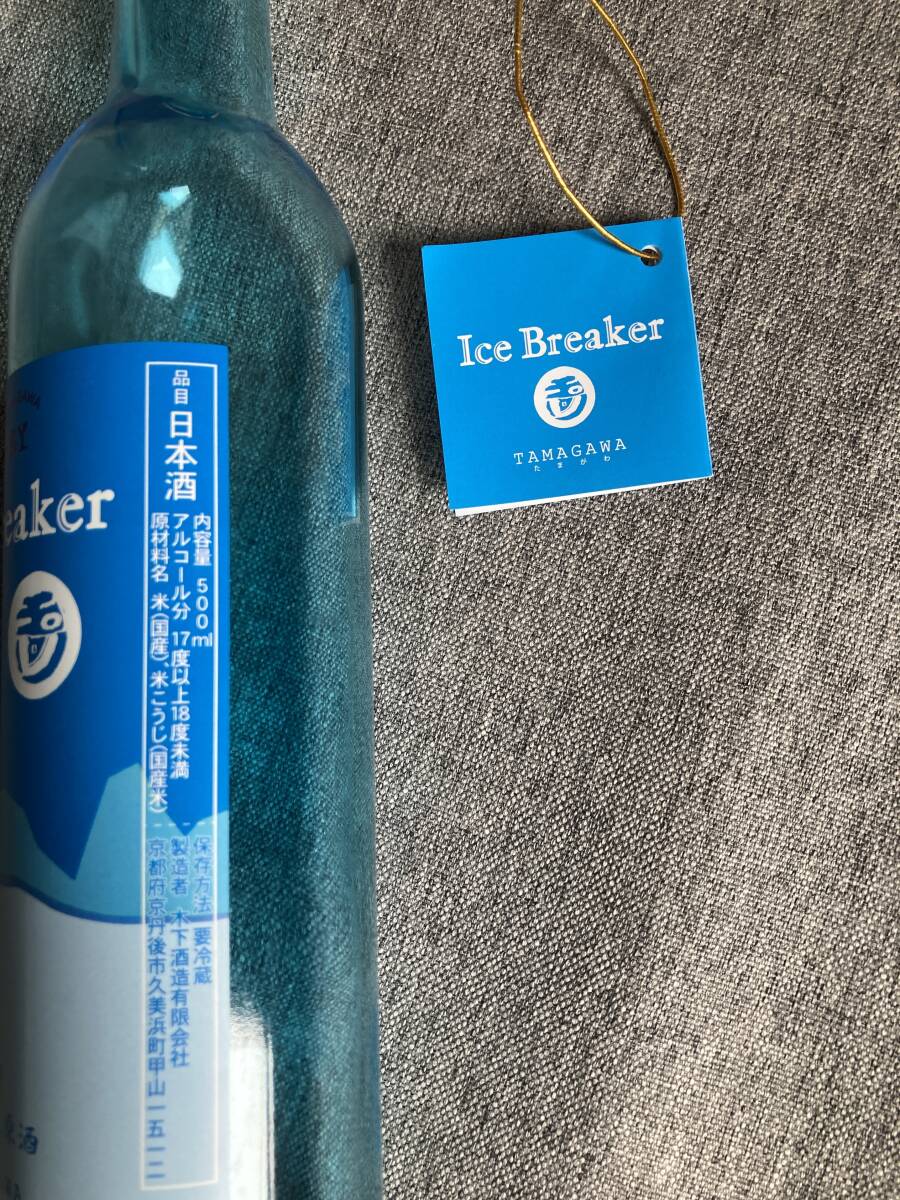 Ice Breaker
玉川
TAMAGAWA
たまがわ
eaker
品目 日本酒
内容量 500ml
アルコール分 17度以上18度未満
原材料名 米(国産)、米こうじ(国産米)
保存方法 要冷蔵
製造者 木下酒造有限会社
京都府京丹後市久美浜町甲山一五一二
原酒